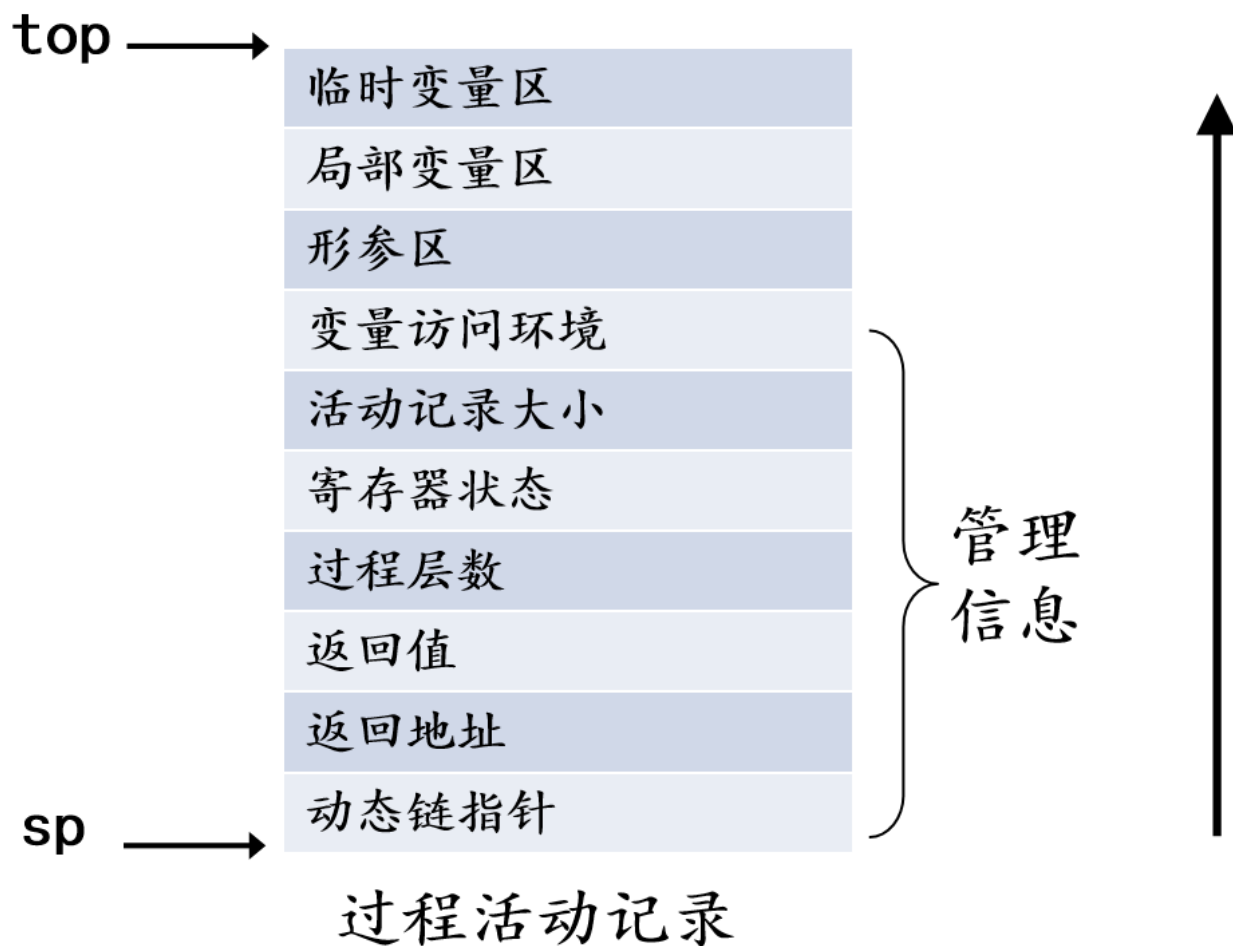 top
临时变量区
局部变量区
形参区
变量访问环境
活动记录大小
寄存器状态
过程层数
返回值
返回地址
动态链指针
sp
管理
信息
过程活动记录